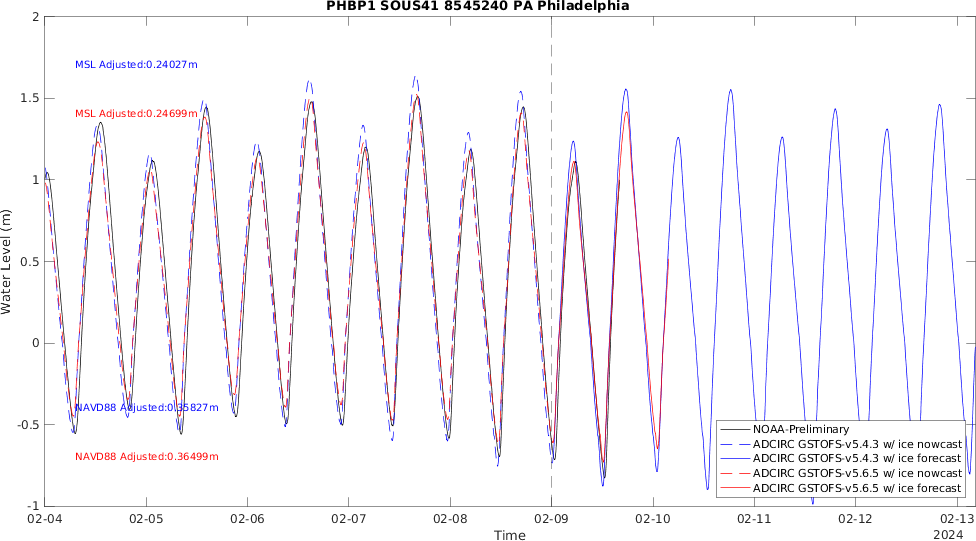 PHBP1 SOUS41 8545240 PA Philadelphia
2
1.5
1
0.5
0
-0.5
-1
Water Level (m)
MSL Adjusted:0.24027m
MSL Adjusted:0.24699m
NAVD88 Adjusted:0.35827m
NAVD88 Adjusted:0.36499m
NOAA-Preliminary
ADCIRC GSTOFS-v5.4.3 w/ ice nowcast
ADCIRC GSTOFS-v5.4.3 w/ ice forecast
ADCIRC GSTOFS-v5.6.5 w/ ice nowcast
ADCIRC GSTOFS-v5.6.5 w/ ice forecast
02-04 02-05 02-06 02-07 02-08 02-09 02-10 02-11 02-12 02-13
Time
2024